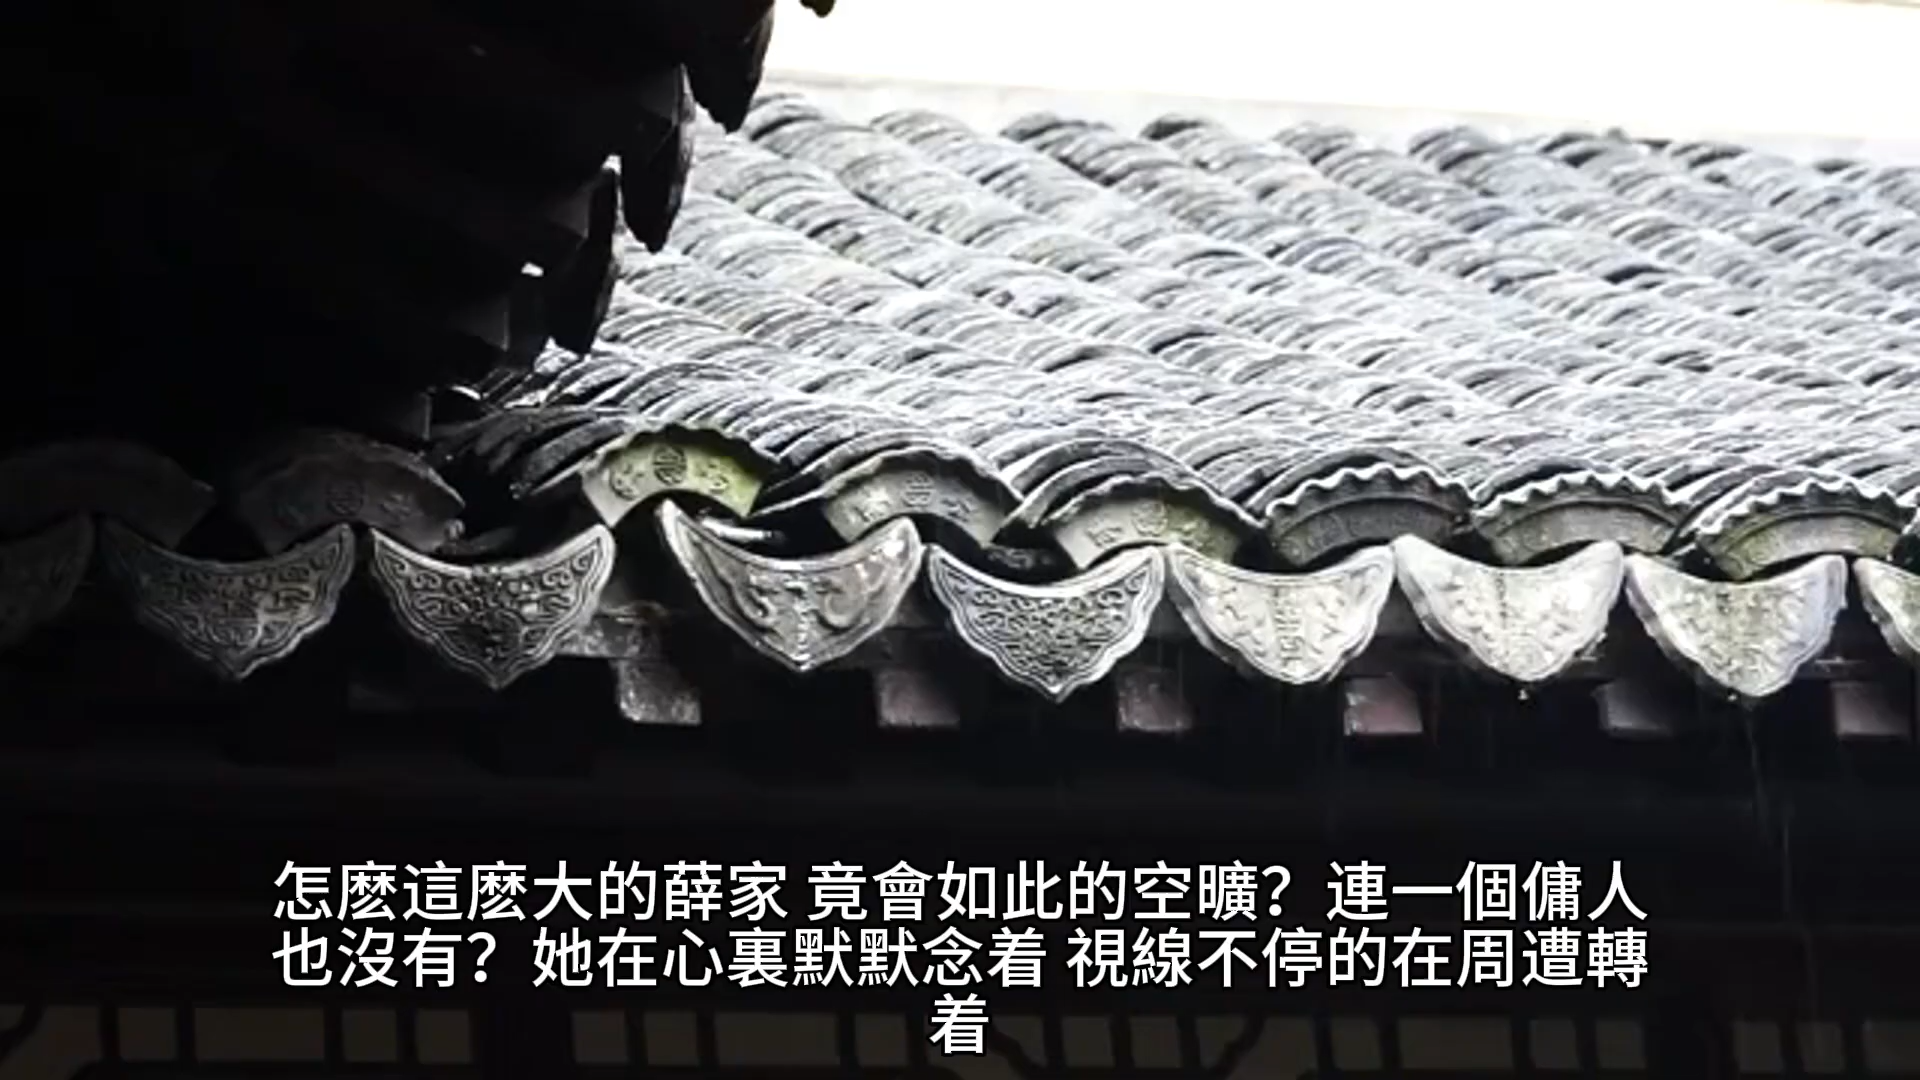 怎麽這麽大的薛家 竟會如此的空曠？連一個傭人
也沒有？她在心裏默默念着 視線不停的在周遭轉
着